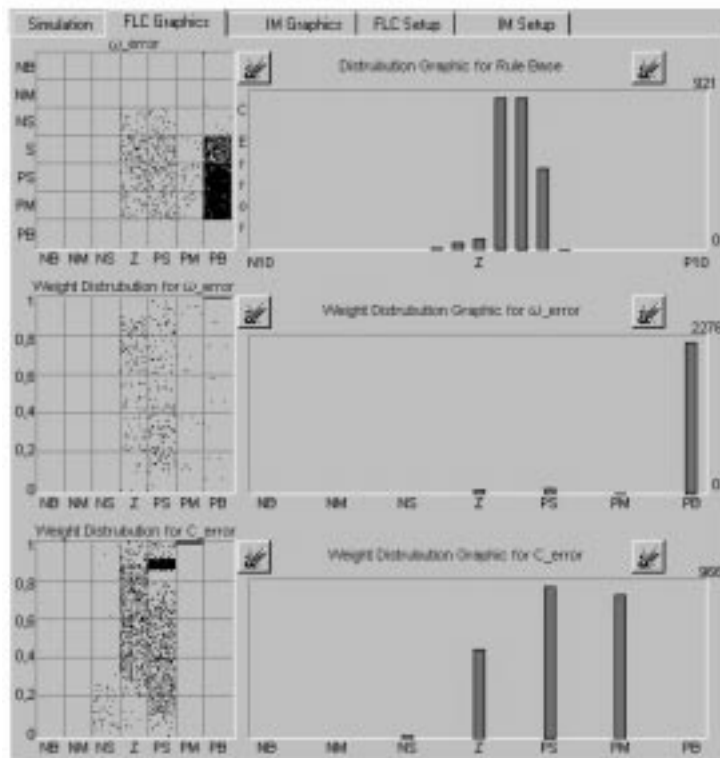 Simulation FLC Graphics IM Graphics FLC Setup IM Setup
ω_error
Distrubution Graphic for Rule Base
921
NB
NM
NS
S
PS
PM
PB
C
E
r
r
o
r
0
NB NM NS Z PS PM PB
N10 Z P10
Weight Distrubution for ω_error
Weight Distrubution Graphic for ω_error
2276
1
0,8
0,6
0,4
0,2
0
0
NB NM NS Z PS PM PB
NB NM NS Z PS PM PB
Weight Distrubution for C_error
Weight Distrubution Graphic for C_error
1
0,8
0,6
0,4
0,2
0
NB NM NS Z PS PM PB
NB NM NS Z PS PM PB